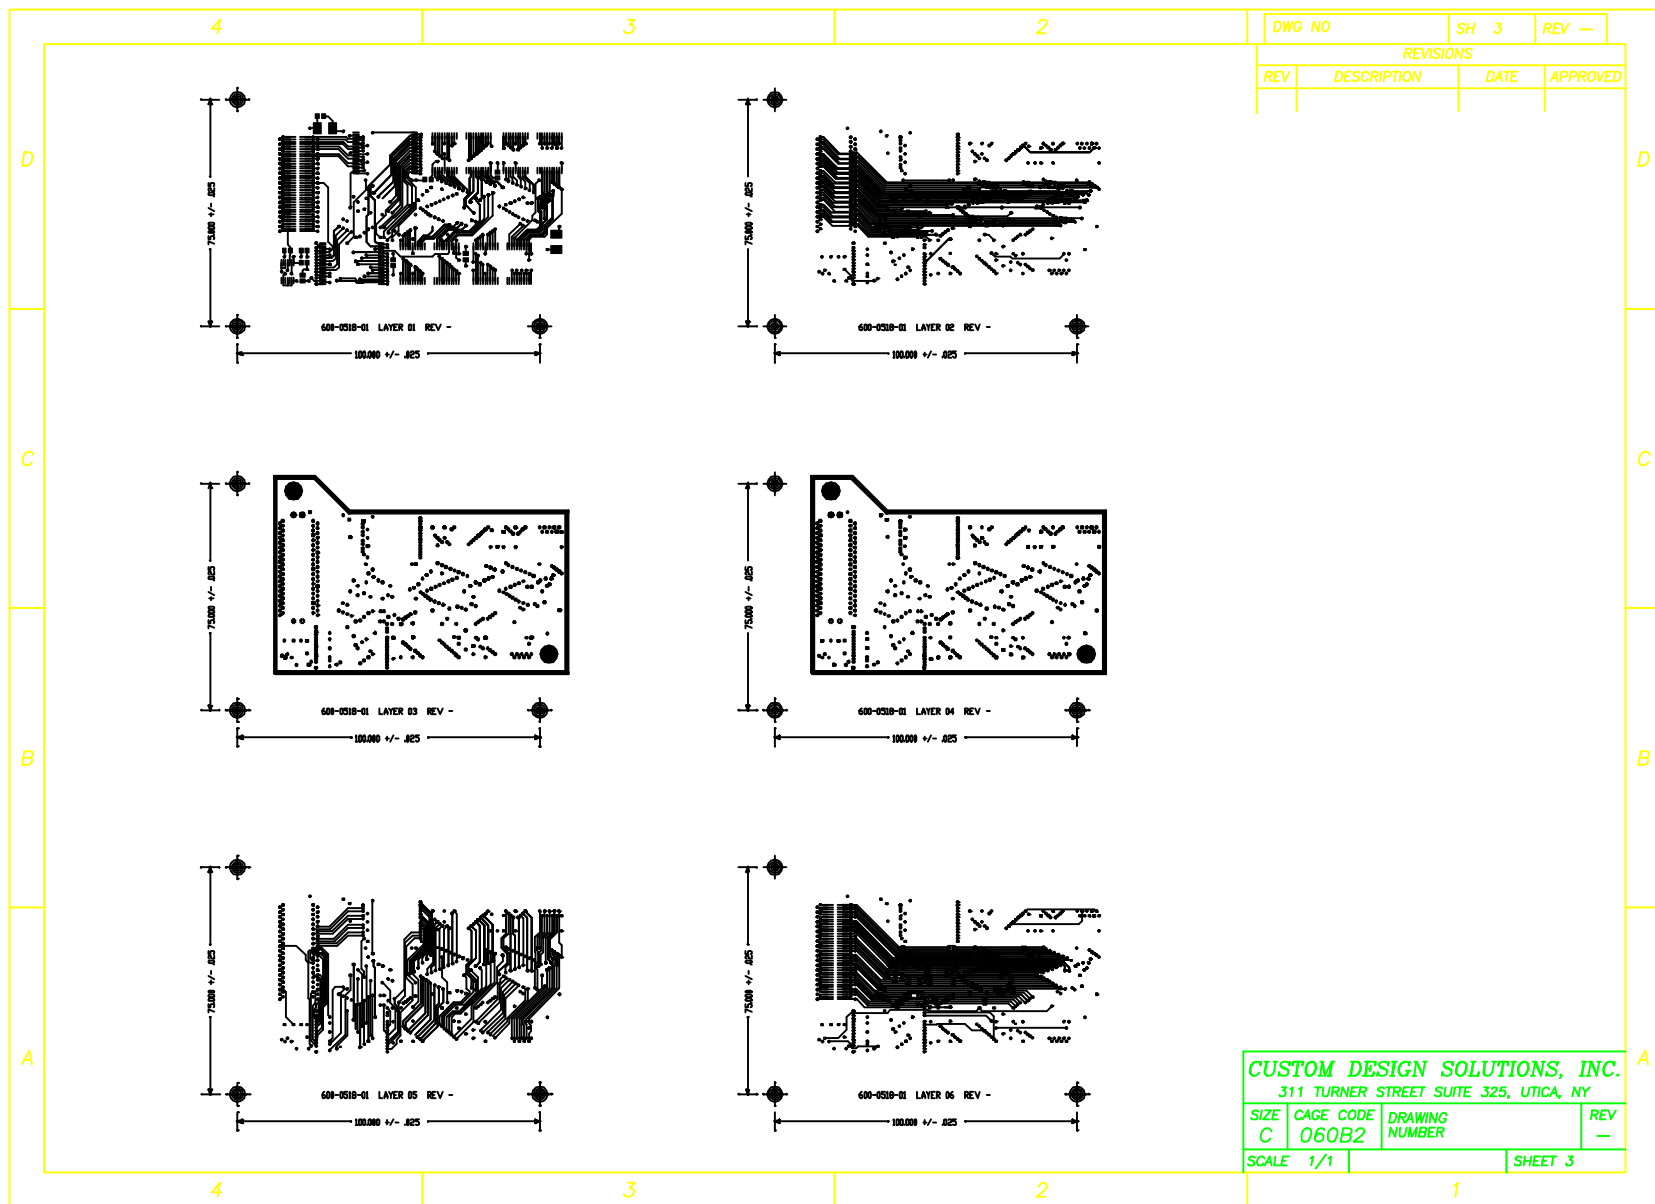 4 3 2
DWG NO SH 3 REV —
REVISIONS
REV DESCRIPTION DATE APPROVED
D D
75.000 +/- .025
75.000 +/- .025
600-0518-01 LAYER 01 REV -
600-0518-01 LAYER 02 REV -
100.000 +/- .025
100.000 +/- .025
C C
75.000 +/- .025
75.000 +/- .025
600-0518-01 LAYER 03 REV -
600-0518-01 LAYER 04 REV -
100.000 +/- .025
100.000 +/- .025
B B
75.000 +/- .025
75.000 +/- .025
A A
600-0518-01 LAYER 05 REV -
600-0518-01 LAYER 06 REV -
100.000 +/- .025
100.000 +/- .025
CUSTOM DESIGN SOLUTIONS, INC.
311 TURNER STREET SUITE 325, UTICA, NY
SIZE CAGE CODE DRAWING NUMBER REV
C 060B2 —
SCALE 1/1 SHEET 3
4 3 2 1